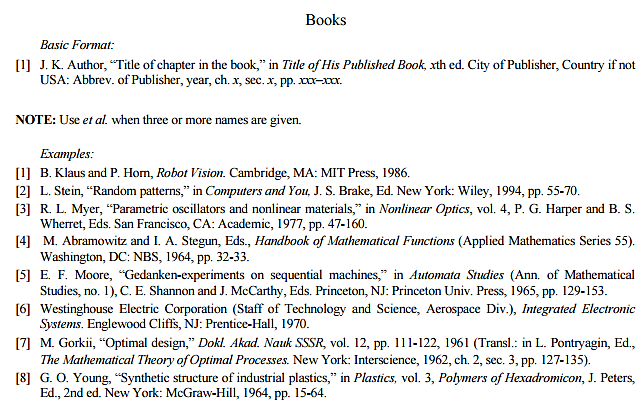 Books
Basic Format:
[1] J. K. Author, “Title of chapter in the book,” in Title of His Published Book, xth ed. City of Publisher, Country if not
USA: Abbrev. of Publisher, year, ch. x, sec. x, pp. xxx–xxx.
NOTE: Use et al. when three or more names are given.
Examples:
[1] B. Klaus and P. Horn, Robot Vision. Cambridge, MA: MIT Press, 1986.
[2] L. Stein, “Random patterns,” in Computers and You, J. S. Brake, Ed. New York: Wiley, 1994, pp. 55-70.
[3] R. L. Myer, “Parametric oscillators and nonlinear materials,” in Nonlinear Optics, vol. 4, P. G. Harper and B. S.
Wherret, Eds. San Francisco, CA: Academic, 1977, pp. 47-160.
[4] M. Abramowitz and I. A. Stegun, Eds., Handbook of Mathematical Functions (Applied Mathematics Series 55).
Washington, DC: NBS, 1964, pp. 32-33.
[5] E. F. Moore, “Gedanken-experiments on sequential machines,” in Automata Studies (Ann. of Mathematical
Studies, no. 1), C. E. Shannon and J. McCarthy, Eds. Princeton, NJ: Princeton Univ. Press, 1965, pp. 129-153.
[6] Westinghouse Electric Corporation (Staff of Technology and Science, Aerospace Div.), Integrated Electronic
Systems. Englewood Cliffs, NJ: Prentice-Hall, 1970.
[7] M. Gorkii, “Optimal design,” Dokl. Akad. Nauk SSSR, vol. 12, pp. 111-122, 1961 (Transl.: in L. Pontryagin, Ed.,
The Mathematical Theory of Optimal Processes. New York: Interscience, 1962, ch. 2, sec. 3, pp. 127-135).
[8] G. O. Young, “Synthetic structure of industrial plastics,” in Plastics, vol. 3, Polymers of Hexadromicon, J. Peters,
Ed., 2nd ed. New York: McGraw-Hill, 1964, pp. 15-64.